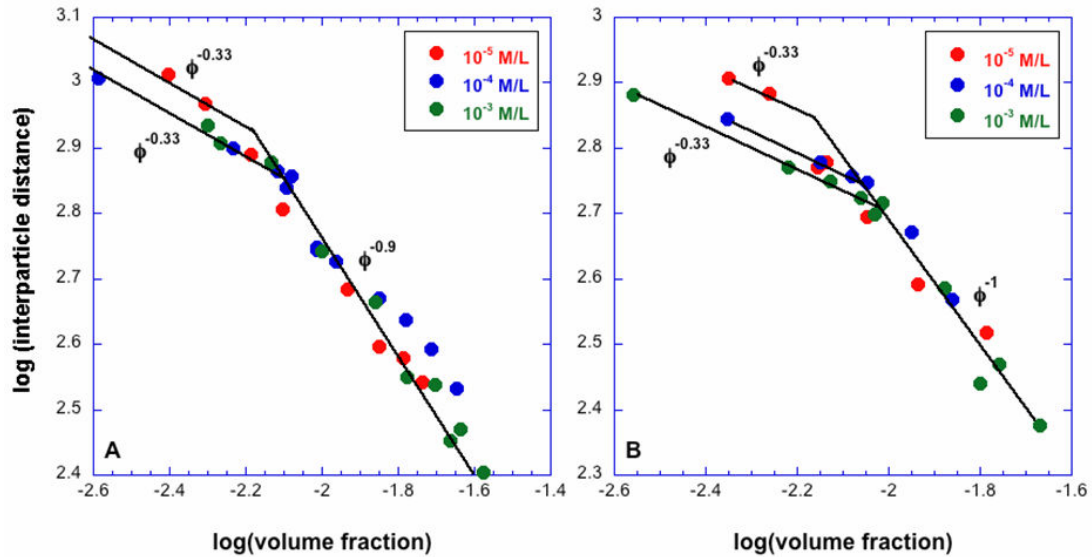 3.1
3
2.9
2.8
2.7
2.6
2.5
2.4
-2.6 -2.4 -2.2 -2 -1.8 -1.6 -1.4
log (interparticle distance)
log(volume fraction)
ϕ^-0.33
ϕ^-0.33
ϕ^-0.9
10^-5 M/L
10^-4 M/L
10^-3 M/L
A
3
2.9
2.8
2.7
2.6
2.5
2.4
2.3
-2.6 -2.4 -2.2 -2 -1.8 -1.6
log(volume fraction)
ϕ^-0.33
ϕ^-0.33
ϕ^-1
10^-5 M/L
10^-4 M/L
10^-3 M/L
B